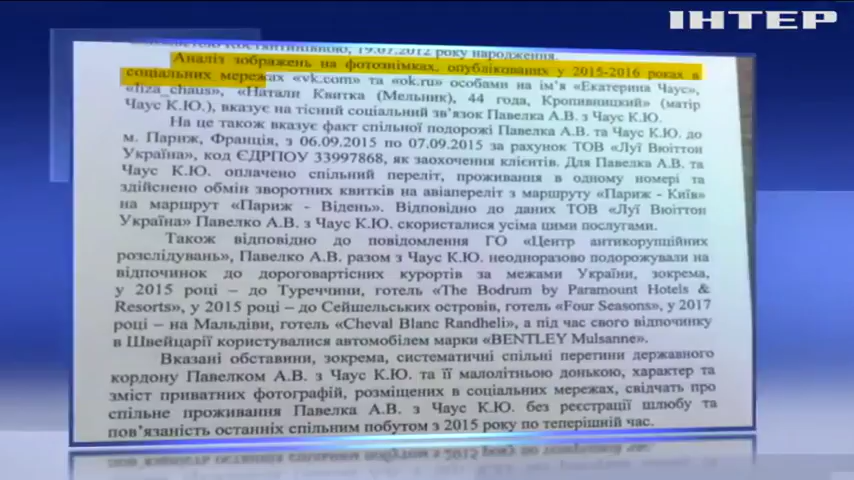 ІНТЕР
Костянтинівною, 19.07.2012 року народження.
Аналіз зображень на фотознімках, опублікованих у 2015-2016 роках в
соціальних мережах «vk.com» та «ok.ru» особами на ім'я «Екатерина Чаус»,
«liza_chaus», «Натали Квитка (Мельник), 44 года, Кропивницкий» (матір
Чаус К.Ю.), вказує на тісний соціальний зв'язок Павелка А.В. з Чаус К.Ю.
На це також вказує факт спільної подорожі Павелка А.В. та Чаус К.Ю. до
м. Париж, Франція, з 06.09.2015 по 07.09.2015 за рахунок ТОВ «Луї Вюіттон
Україна», код ЄДРПОУ 33997868, як заохочення клієнтів. Для Павелка А.В. та
Чаус К.Ю. оплачено спільний переліт, проживання в одному номері та
здійснено обмін зворотних квитків на авіапереліт з маршруту «Париж - Київ»
на маршрут «Париж - Відень». Відповідно до даних ТОВ «Луї Вюіттон
Україна» Павелко А.В. з Чаус К.Ю. скористалися усіма цими послугами.
Також відповідно до повідомлення ГО «Центр антикорупційних
розслідувань», Павелко А.В. разом з Чаус К.Ю. неодноразово подорожували на
відпочинок до дороговартісних курортів за межами України, зокрема,
у 2015 році – до Туреччини, готель «The Bodrum by Paramount Hotels &
Resorts», у 2015 році – до Сейшельських островів, готель «Four Seasons», у 2017
році – на Мальдіви, готель «Cheval Blanc Randheli», а під час свого відпочинку
в Швейцарії користувалися автомобілем марки «BENTLEY Mulsanne».
Вказані обставини, зокрема, систематичні спільні перетини державного
кордону Павелком А.В. з Чаус К.Ю. та її малолітньою донькою, характер та
зміст приватних фотографій, розміщених в соціальних мережах, свідчать про
спільне проживання Павелка А.В. з Чаус К.Ю. без реєстрації шлюбу та
пов'язаність останніх спільним побутом з 2015 року по теперішній час.